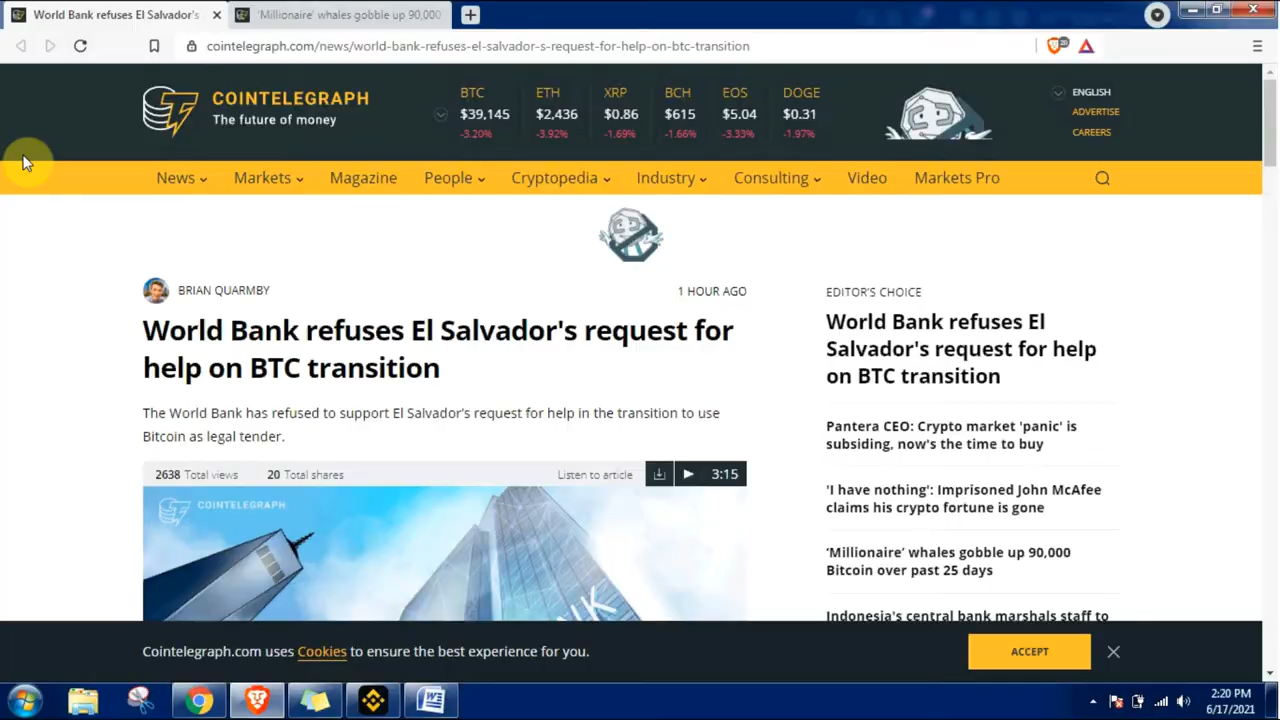 World Bank refuses El Salvador's
'Millionaire' whales gobble up 90,000
cointelegraph.com/news/world-bank-refuses-el-salvador-s-request-for-help-on-btc-transition
20
COINTELEGRAPH
The future of money
BTC ETH XRP BCH EOS DOGE
$39,145 $2,436 $0.86 $615 $5.04 $0.31
-3.20% -3.92% -1.69% -1.66% -3.33% -1.97%
ENGLISH
ADVERTISE
CAREERS
News Markets Magazine People Cryptopedia Industry Consulting Video Markets Pro
BRIAN QUARMBY
1 HOUR AGO
World Bank refuses El Salvador's request for
help on BTC transition
The World Bank has refused to support El Salvador's request for help in the transition to use
Bitcoin as legal tender.
2638 Total views 20 Total shares Listen to article 3:15
COINTELEGRAPH
NK
EDITOR'S CHOICE
World Bank refuses El
Salvador's request for help
on BTC transition
Pantera CEO: Crypto market 'panic' is
subsiding, now's the time to buy
'I have nothing': Imprisoned John McAfee
claims his crypto fortune is gone
‘Millionaire’ whales gobble up 90,000
Bitcoin over past 25 days
Indonesia's central bank marshals staff to
Cointelegraph.com uses Cookies to ensure the best experience for you.
ACCEPT
2:20 PM
6/17/2021